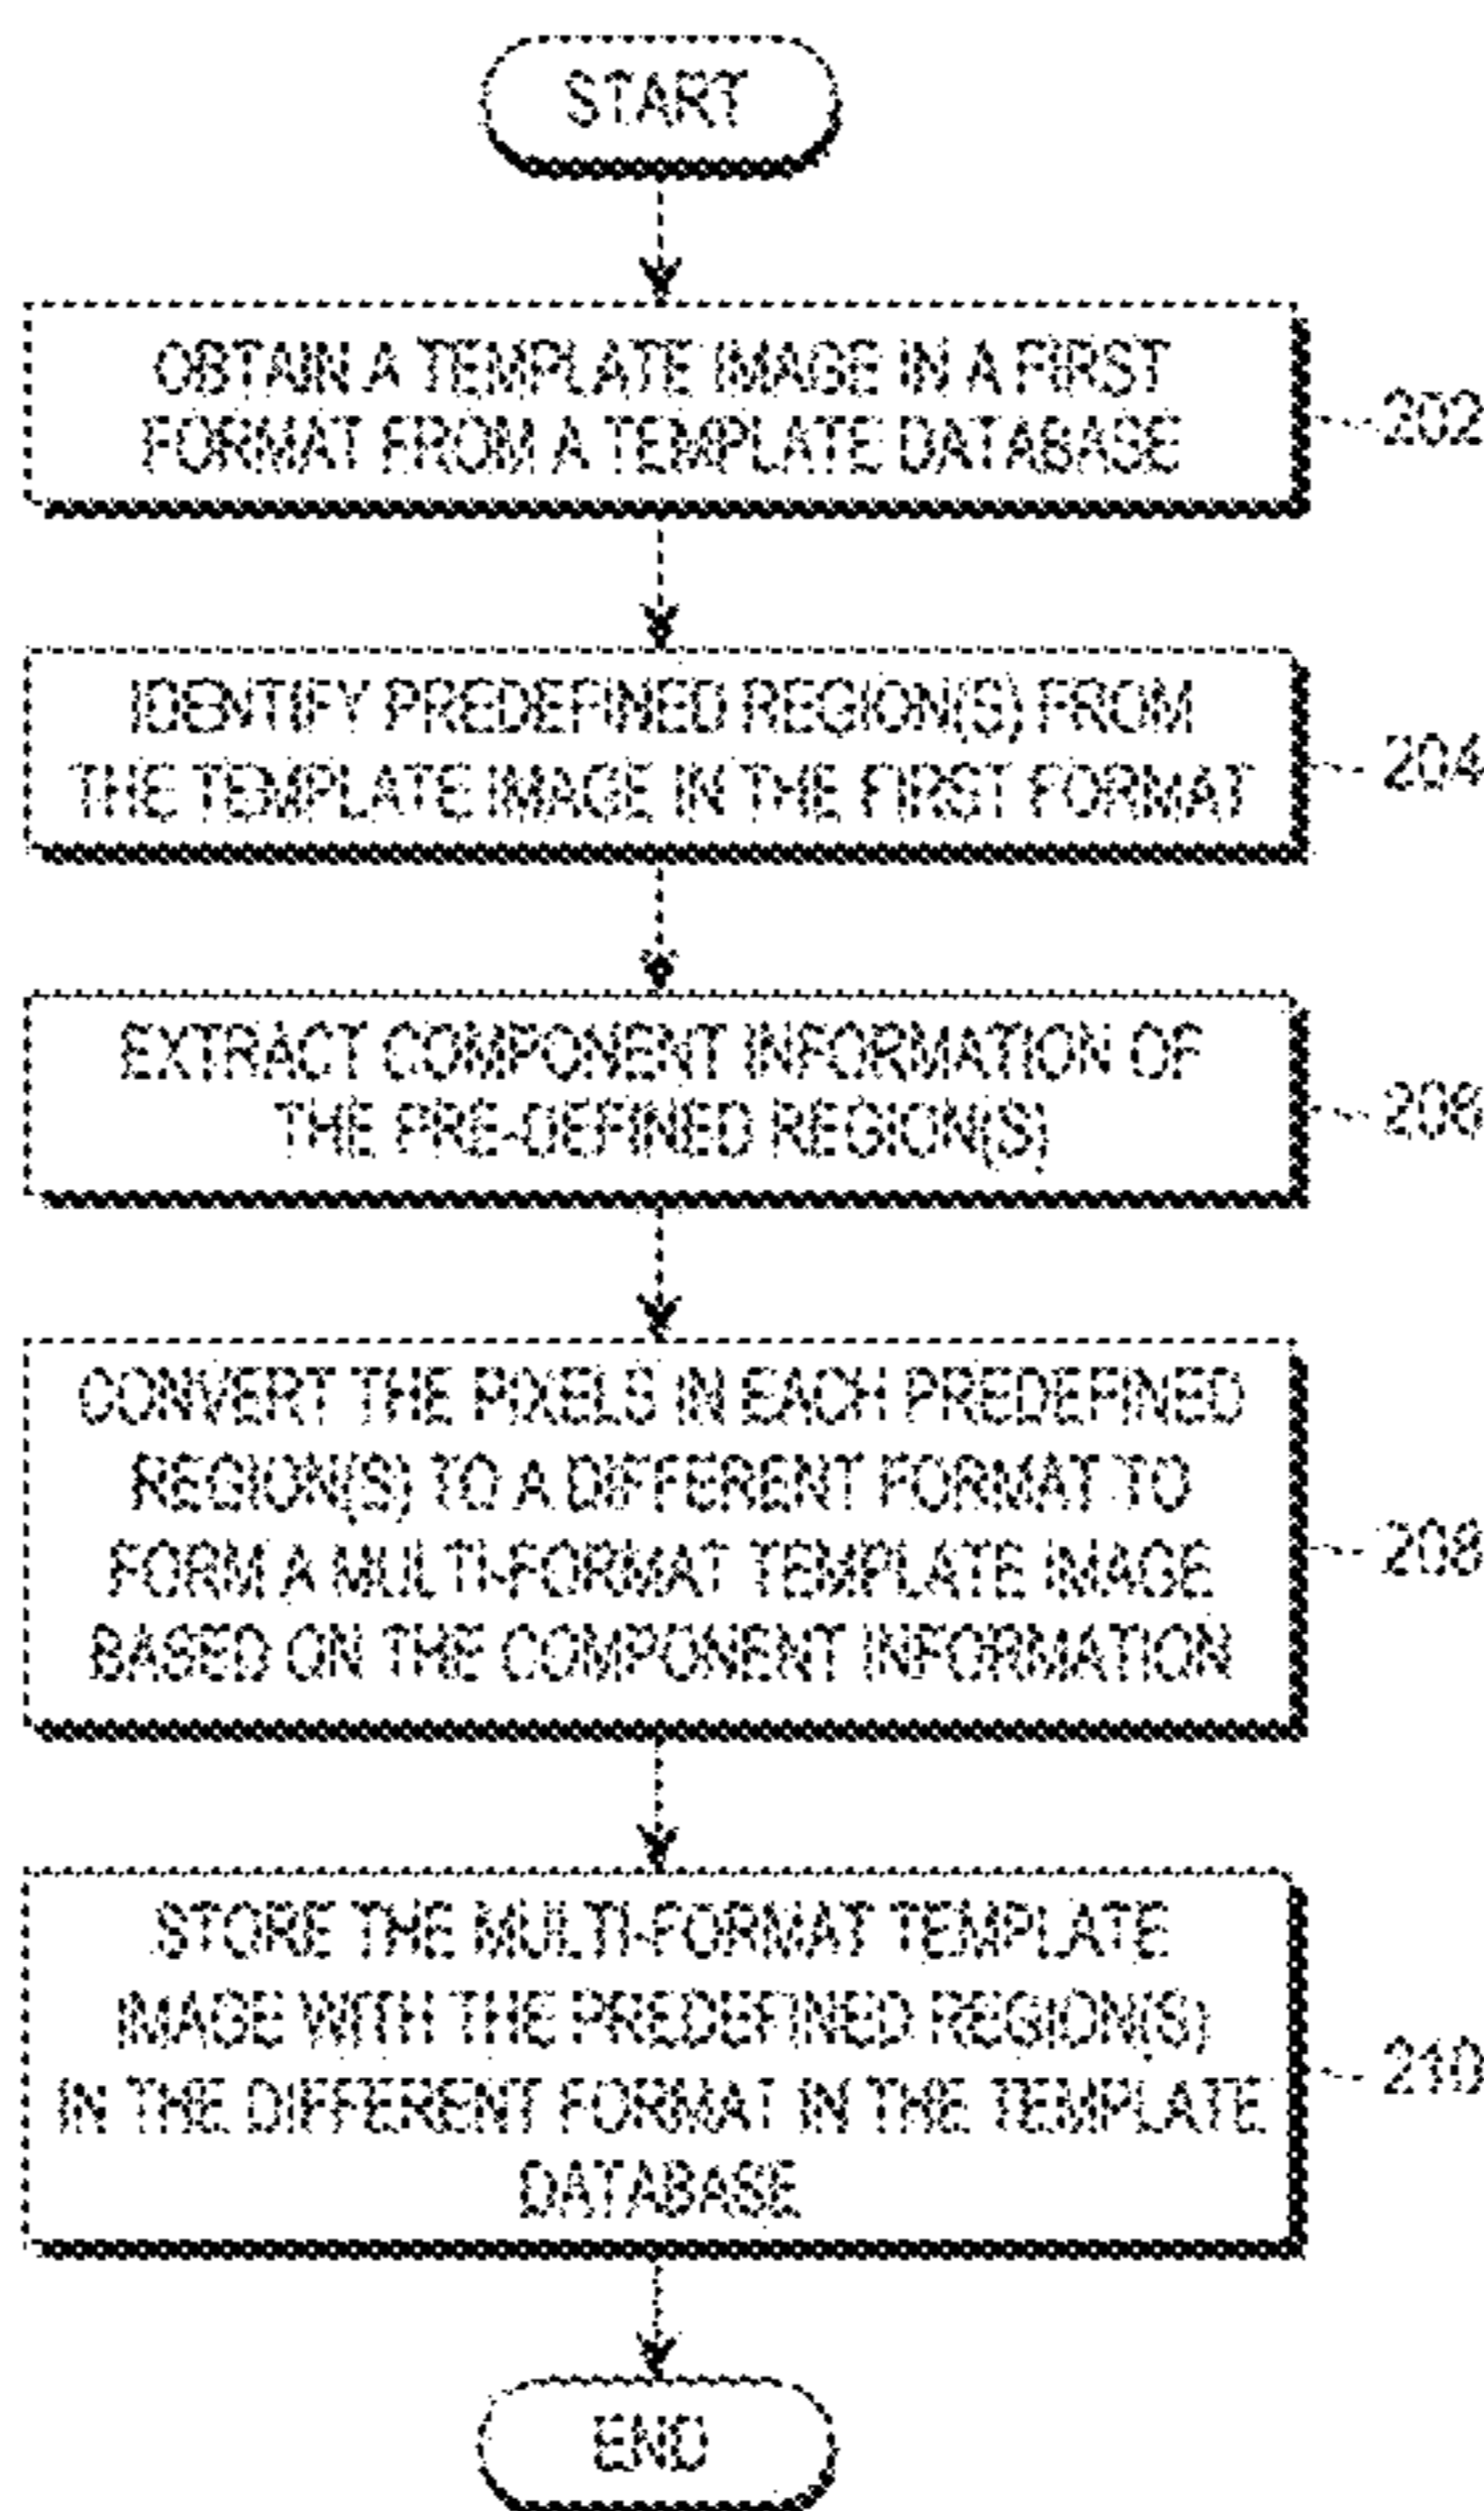 START
OBTAIN A TEMPLATE IMAGE IN A FIRST
FORMAT FROM A TEMPLATE DATABASE
202
IDENTIFY PREDEFINED REGION(S) FROM
THE TEMPLATE IMAGE IN THE FIRST FORMAT
204
EXTRACT COMPONENT INFORMATION OF
THE PRE-DEFINED REGION(S)
206
CONVERT THE PIXELS IN EACH PREDEFINED
REGION(S) TO A DIFFERENT FORMAT TO
FORM A MULTI-FORMAT TEMPLATE IMAGE
BASED ON THE COMPONENT INFORMATION
208
STORE THE MULTI-FORMAT TEMPLATE
IMAGE WITH THE PREDEFINED REGION(S)
IN THE DIFFERENT FORMAT IN THE TEMPLATE
DATABASE
210
END